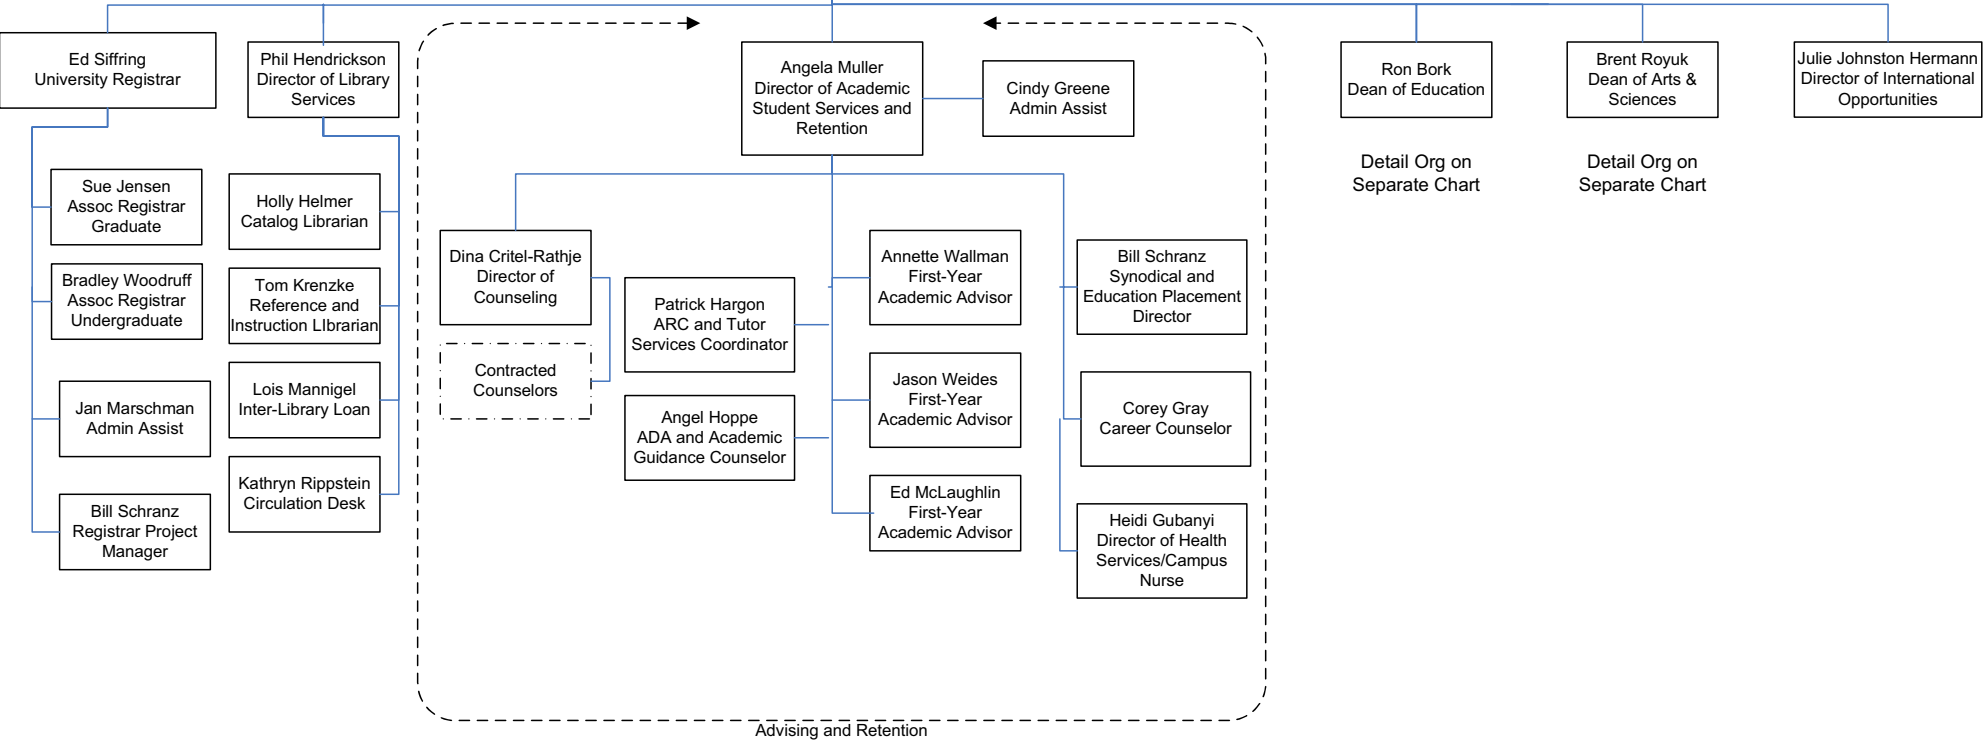 Ed Siffring
University Registrar
Phil Hendrickson
Director of Library
Services
Angela Muller
Director of Academic
Student Services and
Retention
Cindy Greene
Admin Assist
Ron Bork
Dean of Education
Brent Royuk
Dean of Arts &
Sciences
Julie Johnston Hermann
Director of International
Opportunities
Detail Org on
Separate Chart
Detail Org on
Separate Chart
Sue Jensen
Assoc Registrar
Graduate
Bradley Woodruff
Assoc Registrar
Undergraduate
Jan Marschman
Admin Assist
Bill Schranz
Registrar Project
Manager
Holly Helmer
Catalog Librarian
Tom Krenzke
Reference and
Instruction LIbrarian
Lois Mannigel
Inter-Library Loan
Kathryn Rippstein
Circulation Desk
Dina Critel-Rathje
Director of
Counseling
Contracted
Counselors
Patrick Hargon
ARC and Tutor
Services Coordinator
Angel Hoppe
ADA and Academic
Guidance Counselor
Annette Wallman
First-Year
Academic Advisor
Jason Weides
First-Year
Academic Advisor
Ed McLaughlin
First-Year
Academic Advisor
Bill Schranz
Synodical and
Education Placement
Director
Corey Gray
Career Counselor
Heidi Gubanyi
Director of Health
Services/Campus
Nurse
Advising and Retention